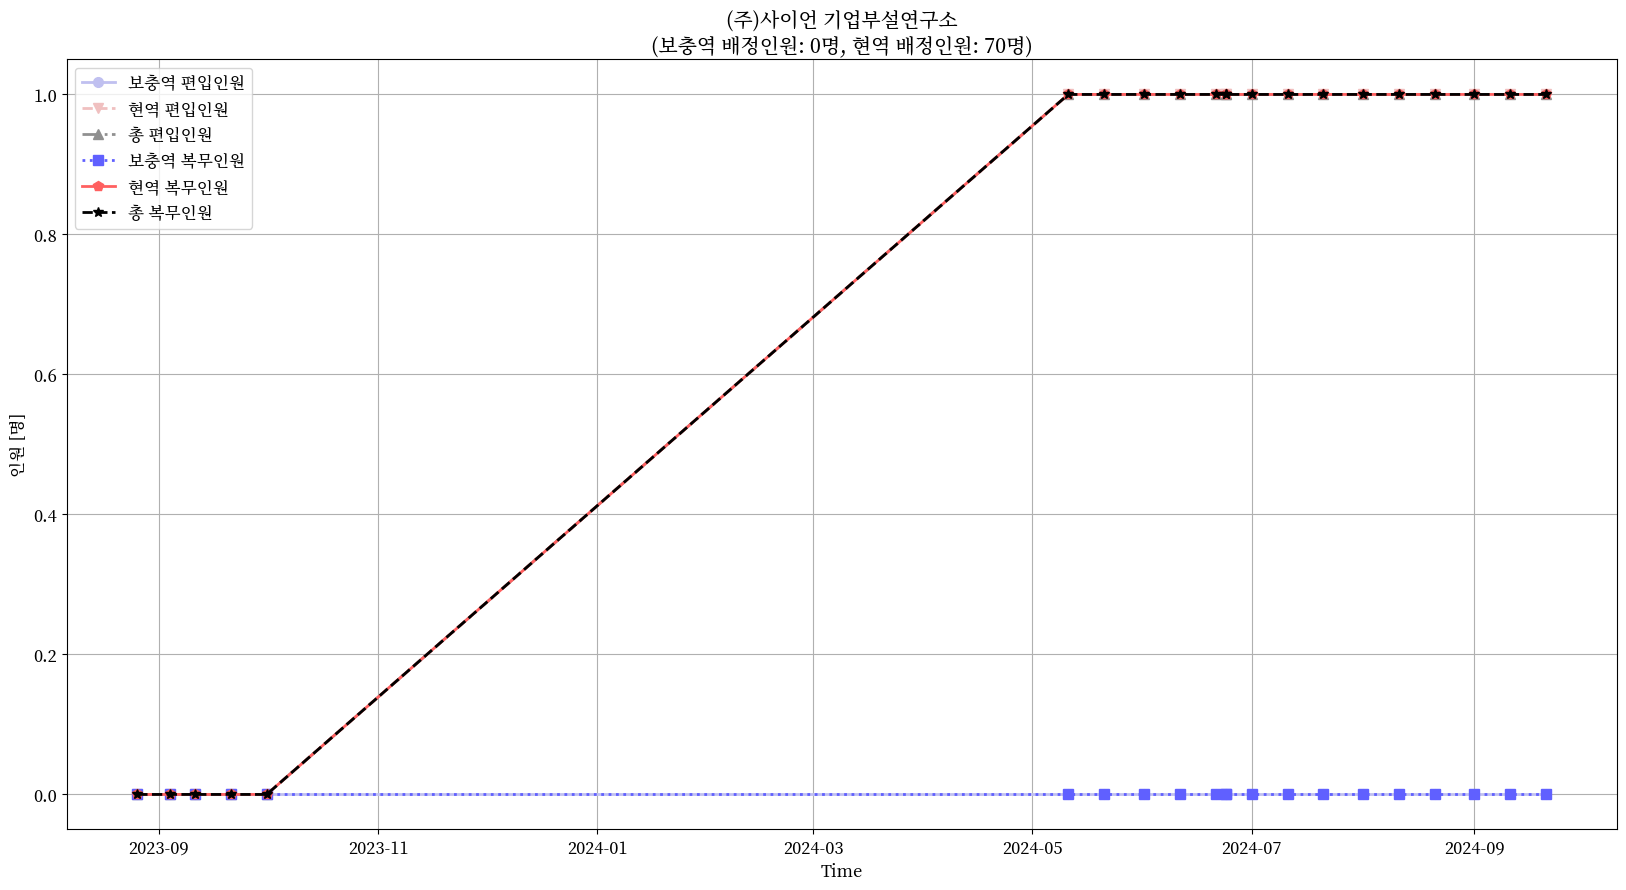 (주)사이언 기업부설연구소
(보충역 배정인원: 0명, 현역 배정인원: 70명)
보충역 편입인원
현역 편입인원
총 편입인원
보충역 복무인원
현역 복무인원
총 복무인원
1.0
0.8
0.6
0.4
0.2
0.0
인원 [명]
2023-09 2023-11 2024-01 2024-03 2024-05 2024-07 2024-09
Time